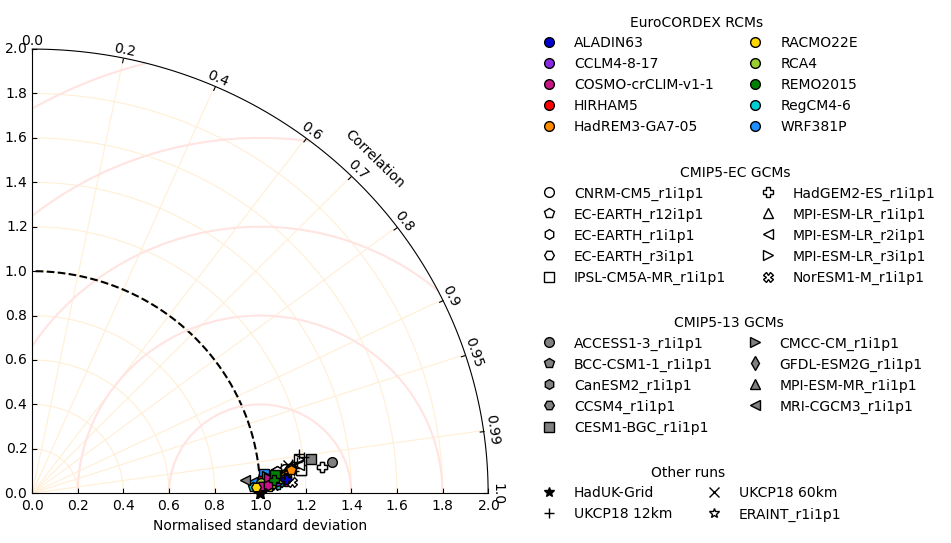 0.0
0.2
0.4
0.6
Correlation
0.7
0.8
0.9
0.95
0.99
1.0
2.0
1.8
1.6
1.4
1.2
1.0
0.8
0.6
0.4
0.2
0.0
0.0 0.2 0.4 0.6 0.8 1.0 1.2 1.4 1.6 1.8 2.0
Normalised standard deviation
EuroCORDEX RCMs
ALADIN63 RACMO22E
CCLM4-8-17 RCA4
COSMO-crCLIM-v1-1 REMO2015
HIRHAM5 RegCM4-6
HadREM3-GA7-05 WRF381P
CMIP5-EC GCMs
CNRM-CM5_r1i1p1 HadGEM2-ES_r1i1p1
EC-EARTH_r12i1p1 MPI-ESM-LR_r1i1p1
EC-EARTH_r1i1p1 MPI-ESM-LR_r2i1p1
EC-EARTH_r3i1p1 MPI-ESM-LR_r3i1p1
IPSL-CM5A-MR_r1i1p1 NorESM1-M_r1i1p1
CMIP5-13 GCMs
ACCESS1-3_r1i1p1 CMCC-CM_r1i1p1
BCC-CSM1-1_r1i1p1 GFDL-ESM2G_r1i1p1
CanESM2_r1i1p1 MPI-ESM-MR_r1i1p1
CCSM4_r1i1p1 MRI-CGCM3_r1i1p1
CESM1-BGC_r1i1p1
Other runs
HadUK-Grid UKCP18 60km
UKCP18 12km ERAINT_r1i1p1